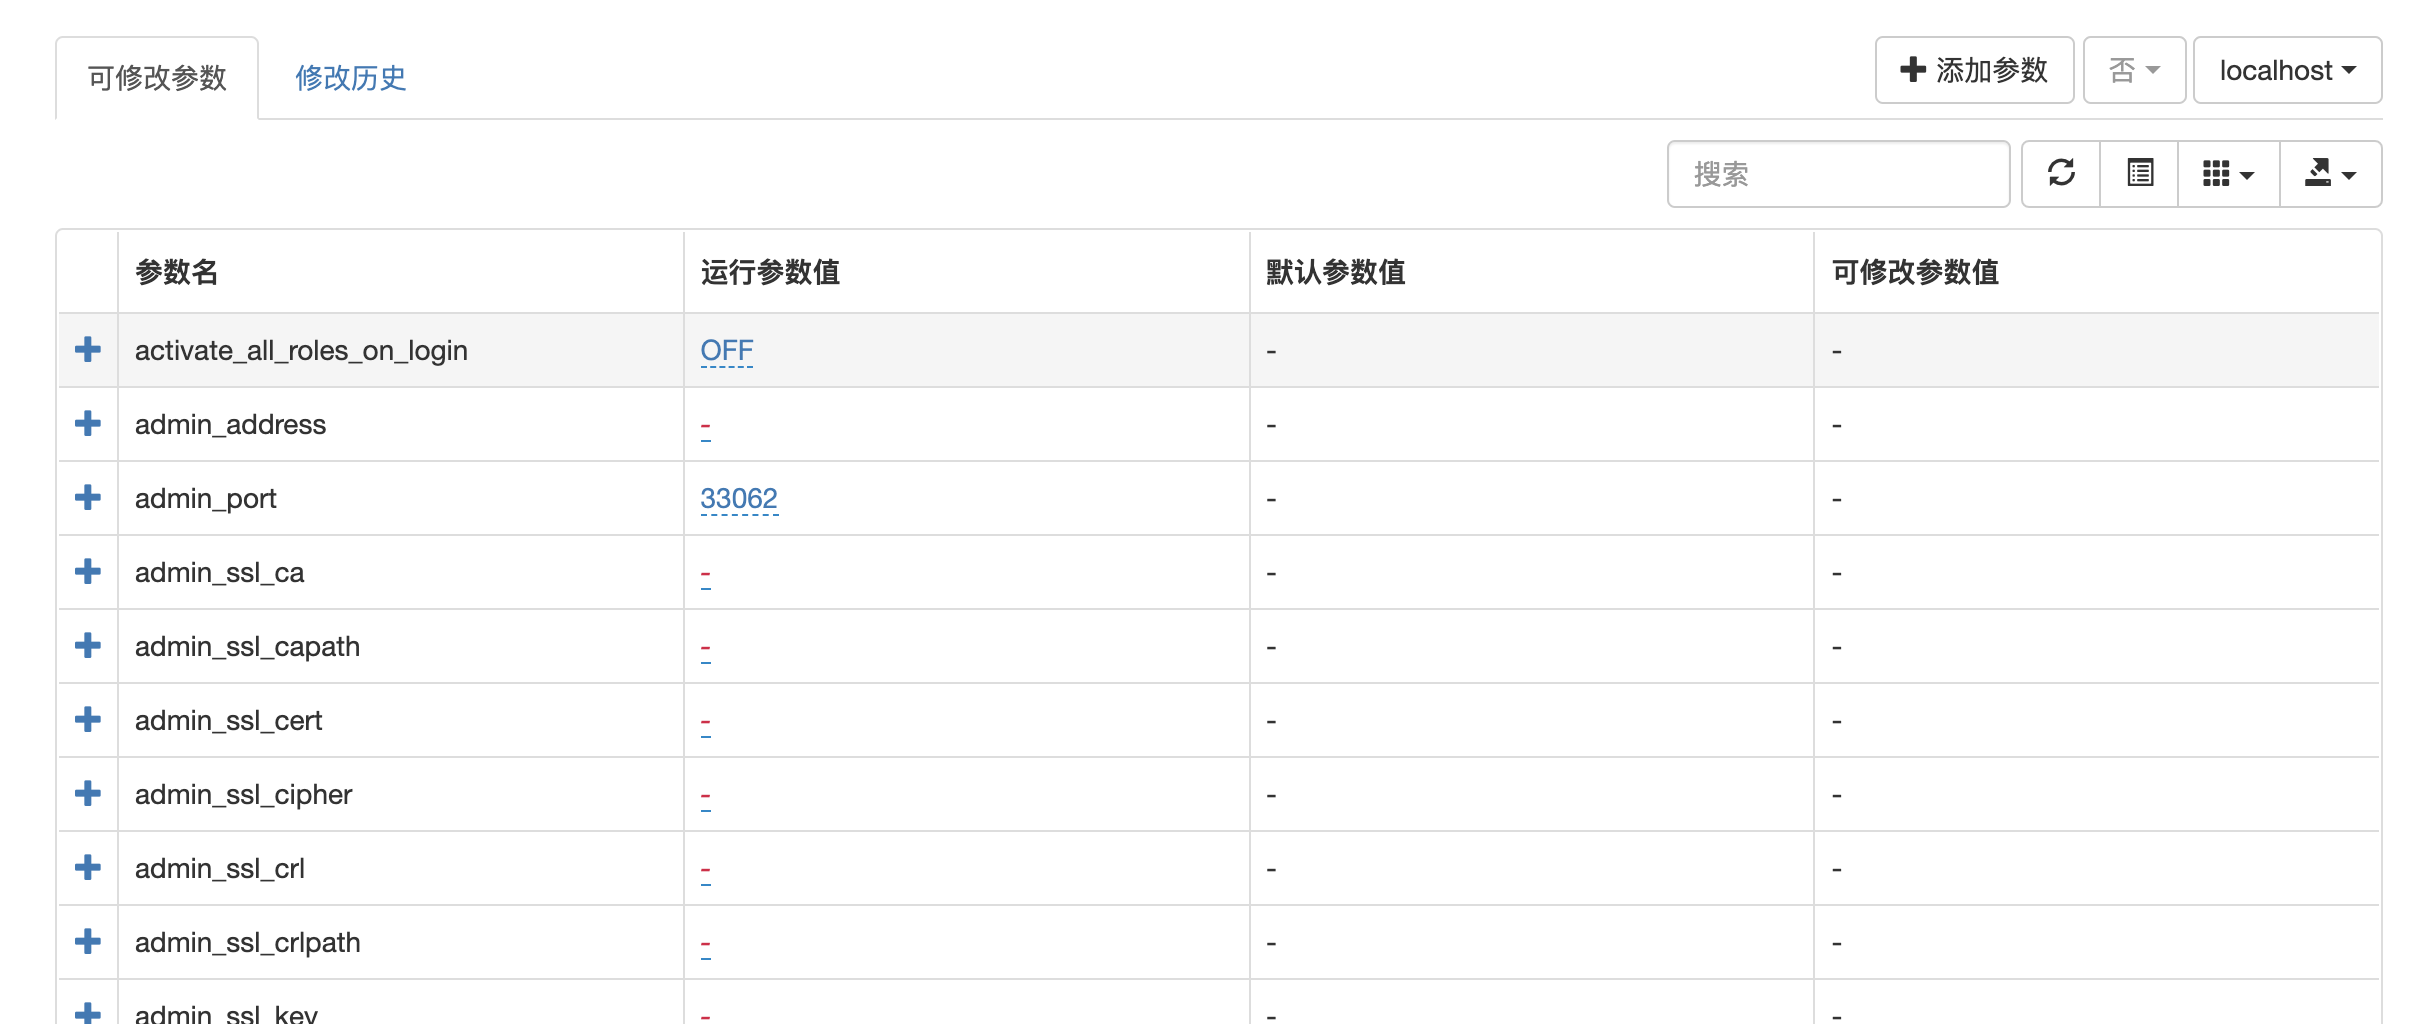 可修改参数 修改历史 添加参数 否 localhost
搜索
参数名 运行参数值 默认参数值 可修改参数值
activate_all_roles_on_login OFF - -
admin_address - - -
admin_port 33062 - -
admin_ssl_ca - - -
admin_ssl_capath - - -
admin_ssl_cert - - -
admin_ssl_cipher - - -
admin_ssl_crl - - -
admin_ssl_crlpath - - -
admin_ssl_key - - -